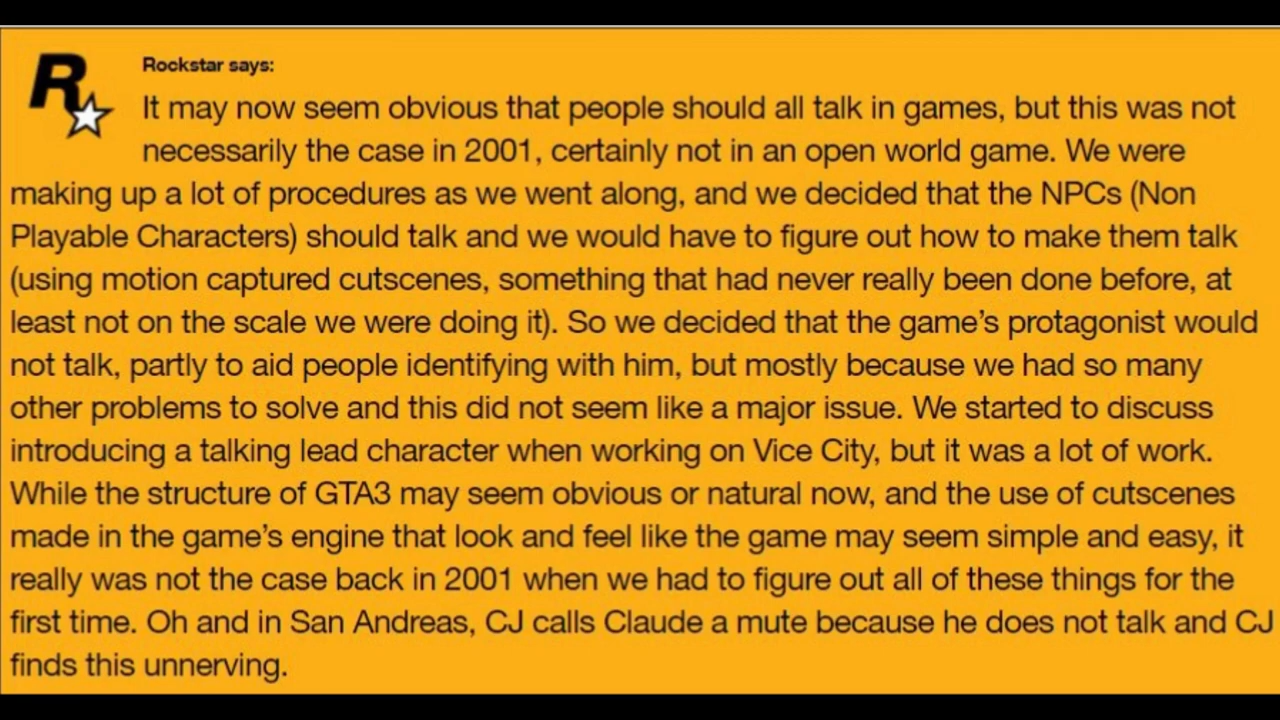 R
Rockstar says:
It may now seem obvious that people should all talk in games, but this was not
necessarily the case in 2001, certainly not in an open world game. We were
making up a lot of procedures as we went along, and we decided that the NPCs (Non
Playable Characters) should talk and we would have to figure out how to make them talk
(using motion captured cutscenes, something that had never really been done before, at
least not on the scale we were doing it). So we decided that the game’s protagonist would
not talk, partly to aid people identifying with him, but mostly because we had so many
other problems to solve and this did not seem like a major issue. We started to discuss
introducing a talking lead character when working on Vice City, but it was a lot of work.
While the structure of GTA3 may seem obvious or natural now, and the use of cutscenes
made in the game’s engine that look and feel like the game may seem simple and easy, it
really was not the case back in 2001 when we had to figure out all of these things for the
first time. Oh and in San Andreas, CJ calls Claude a mute because he does not talk and CJ
finds this unnerving.